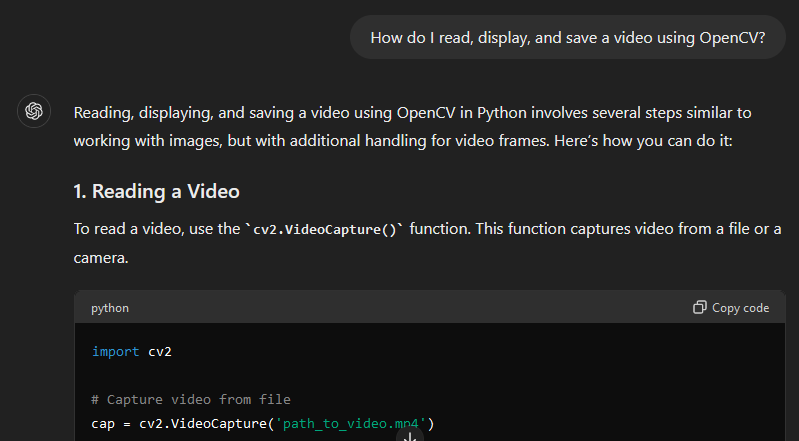 How do I read, display, and save a video using OpenCV?
Reading, displaying, and saving a video using OpenCV in Python involves several steps similar to
working with images, but with additional handling for video frames. Here's how you can do it:
1. Reading a Video
To read a video, use the `cv2.VideoCapture()` function. This function captures video from a file or a
camera.
python
Copy code
import cv2
# Capture video from file
cap = cv2.VideoCapture('path_to_video.mp4')